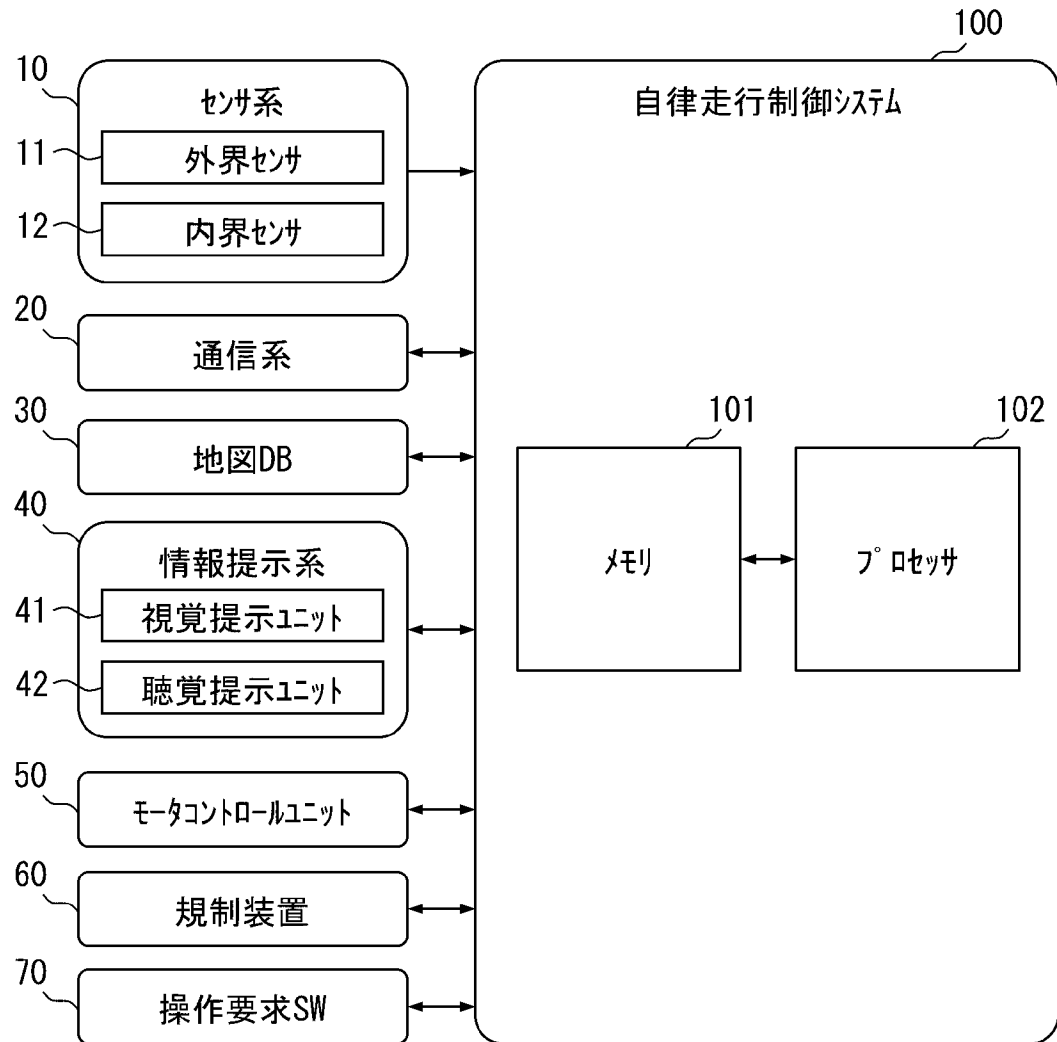 100
10
センサ系
自律走行制御システム
11
外界センサ
12
内界センサ
20
通信系
30
地図DB
101
102
メモリ
プロセッサ
40
情報提示系
41
視覚提示ユニット
42
聴覚提示ユニット
50
モータコントロールユニット
60
規制装置
70
操作要求SW